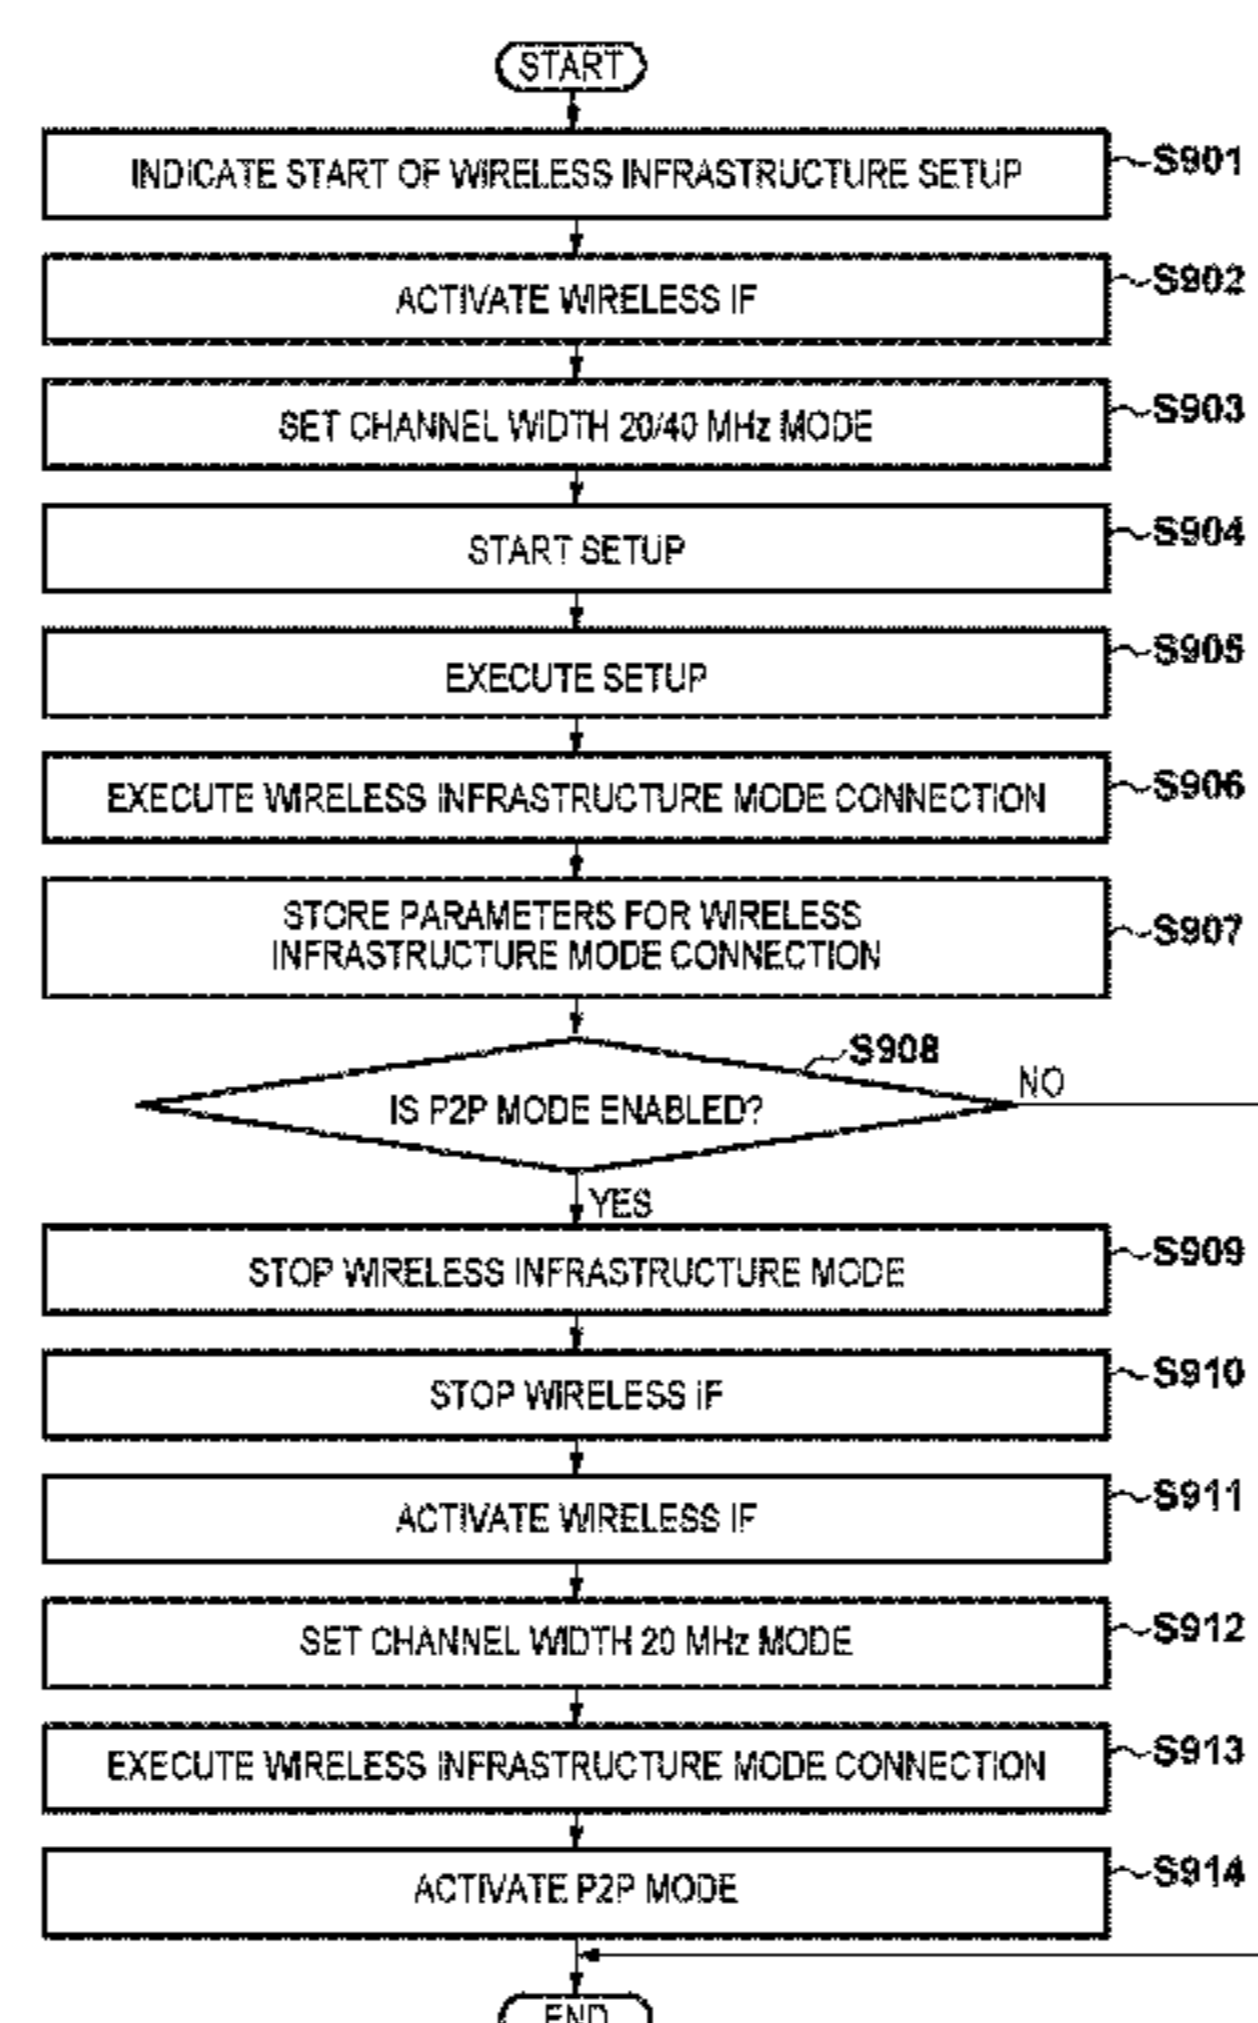 START
INDICATE START OF WIRELESS INFRASTRUCTURE SETUP
S901
ACTIVATE WIRELESS IF
S902
SET CHANNEL WIDTH 20/40 MHz MODE
S903
START SETUP
S904
EXECUTE SETUP
S905
EXECUTE WIRELESS INFRASTRUCTURE MODE CONNECTION
S906
STORE PARAMETERS FOR WIRELESS
INFRASTRUCTURE MODE CONNECTION
S907
S908
IS P2P MODE ENABLED?
NO
YES
STOP WIRELESS INFRASTRUCTURE MODE
S909
STOP WIRELESS IF
S910
ACTIVATE WIRELESS IF
S911
SET CHANNEL WIDTH 20 MHz MODE
S912
EXECUTE WIRELESS INFRASTRUCTURE MODE CONNECTION
S913
ACTIVATE P2P MODE
S914
END